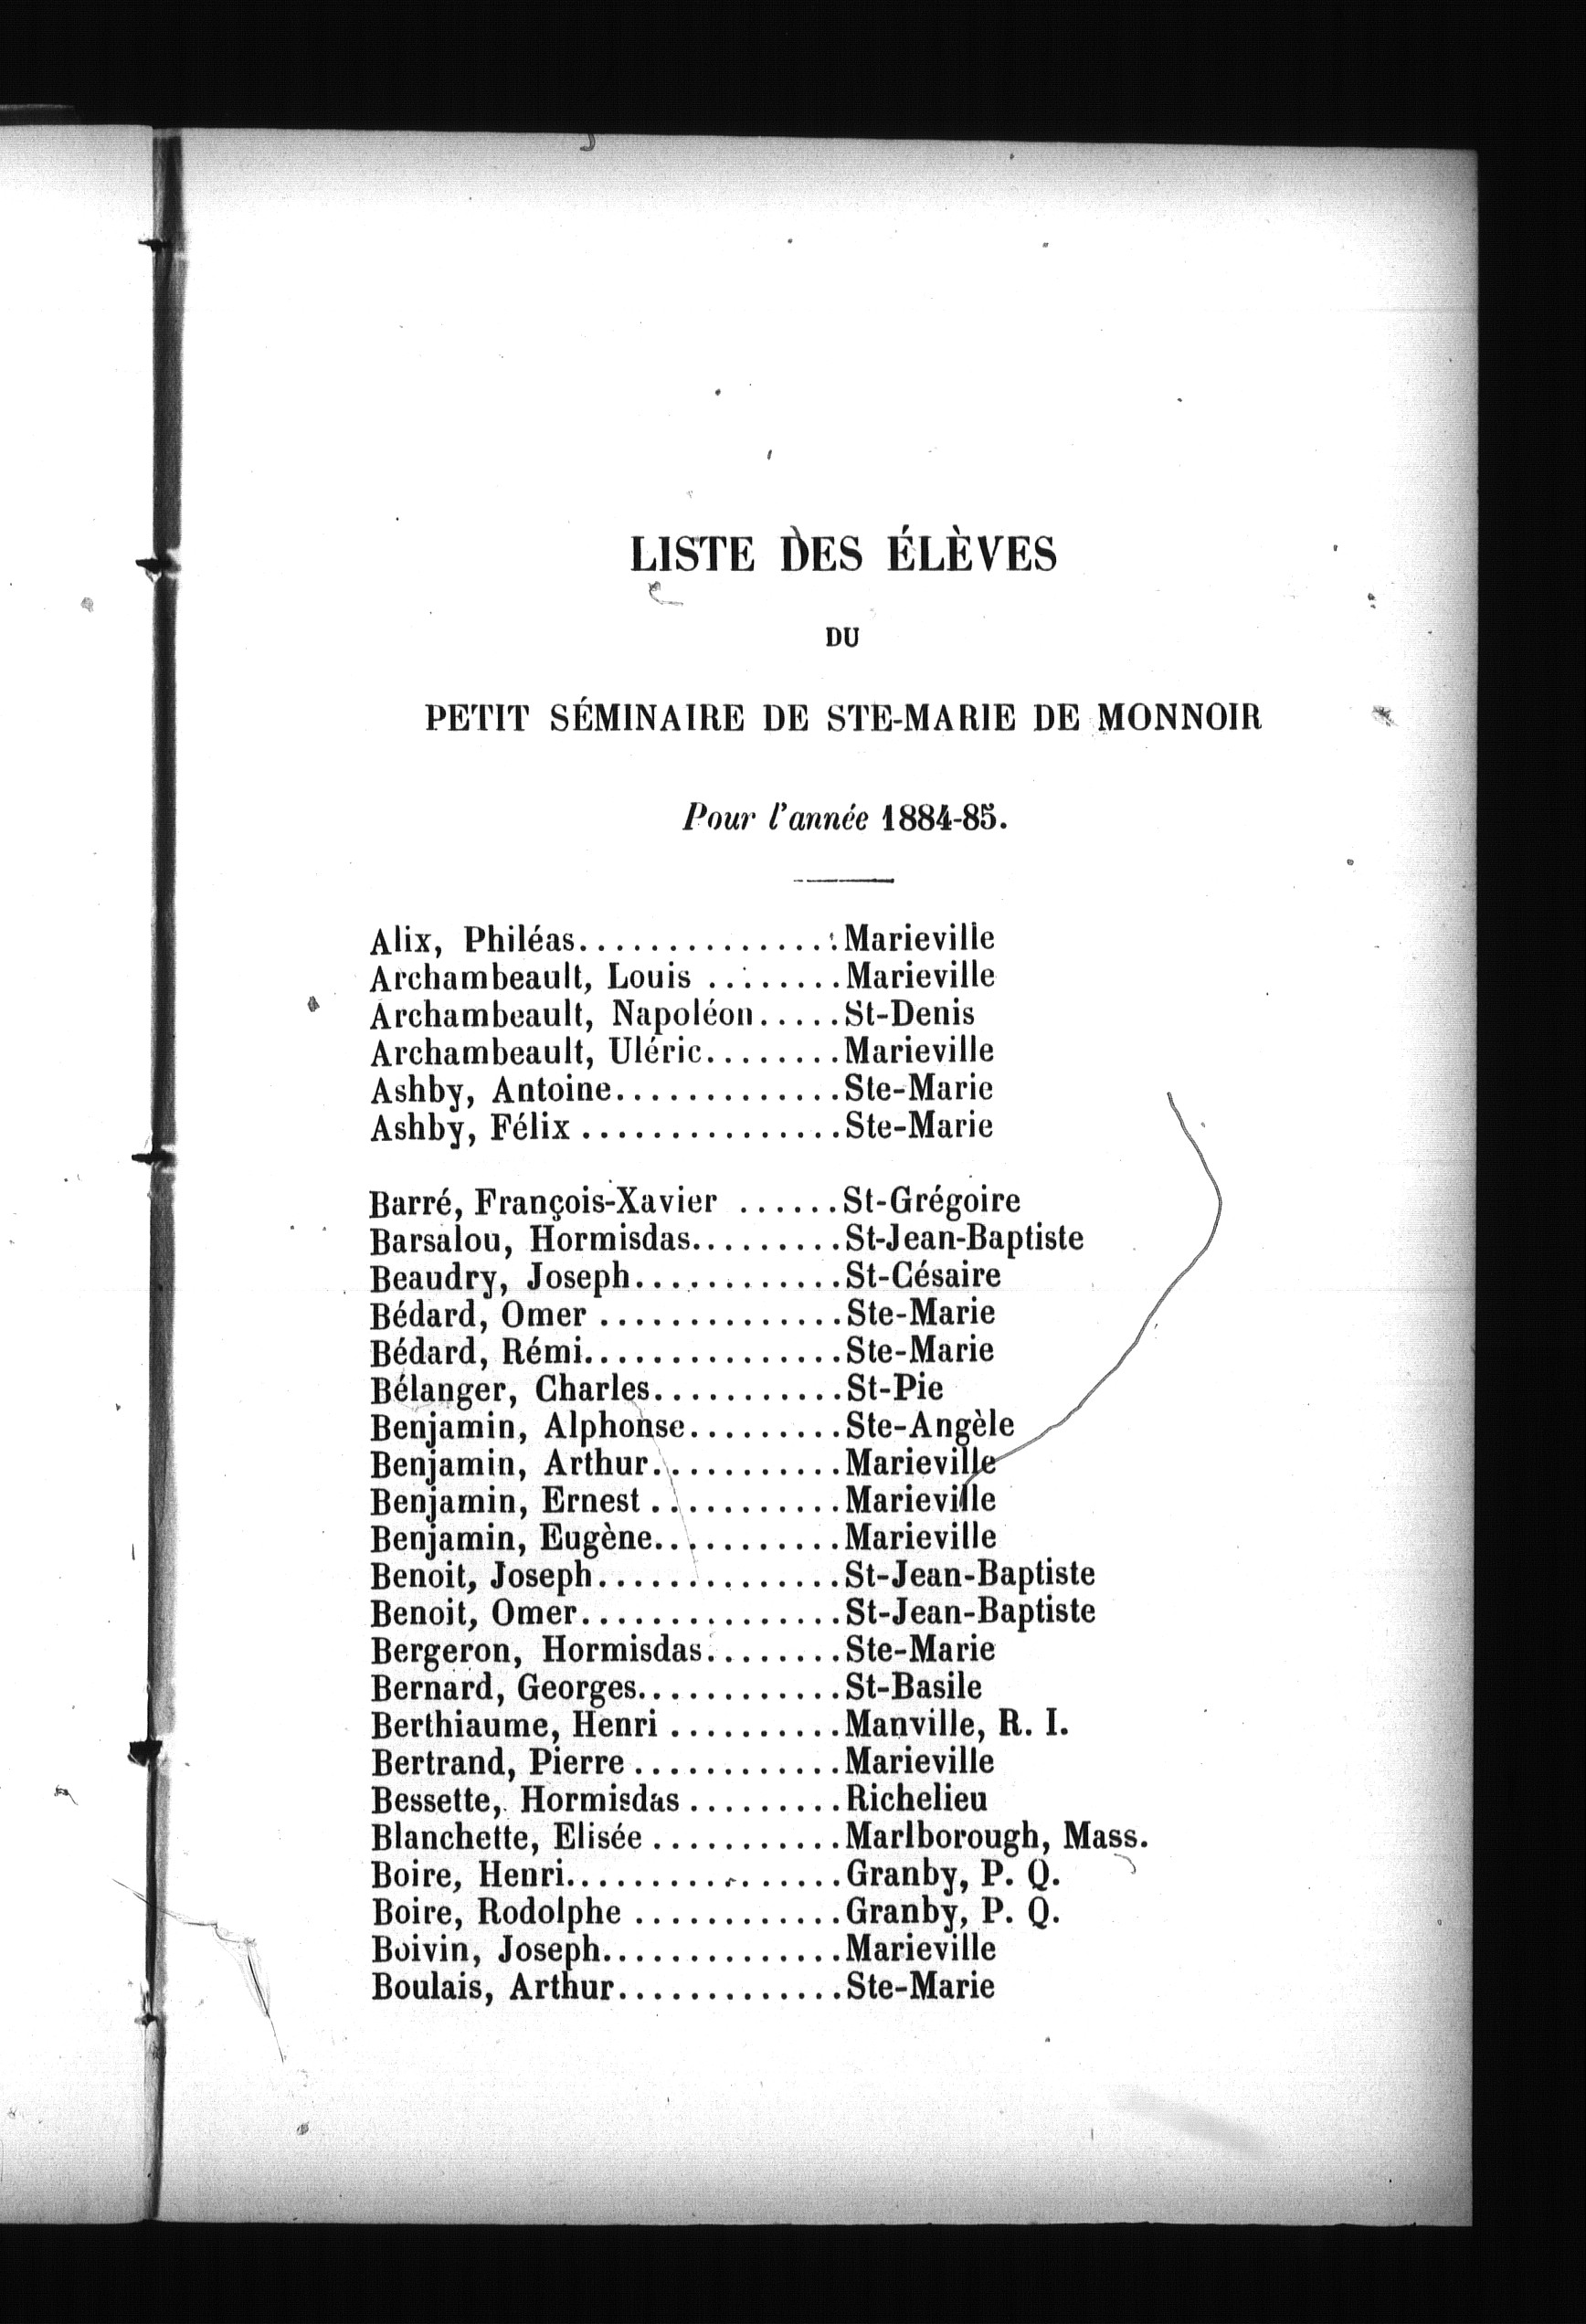 LISTE DES ÉLÈVES
DU
PETIT SÉMINAIRE DE STE-MARIE DE MONNOIR
Pour l'année 1884-85.
Alix, Philéas...............Marieville
Archambeault, Louis .........Marieville
Archambeault, Napoléon......St-Denis
Archambeault, Uléric.........Marieville
Ashby, Antoine.............Ste-Marie
Ashby, Félix ...............Ste-Marie
Barré, François-Xavier ......St-Grégoire
Barsalou, Hormisdas..........St-Jean-Baptiste
Beaudry, Joseph.............St-Césaire
Bédard, Omer ..............Ste-Marie
Bédard, Rémi...............Ste-Marie
Bélanger, Charles............St-Pie
Benjamin, Alphonse..........Ste-Angèle
Benjamin, Arthur............Marieville
Benjamin, Ernest ............Marieville
Benjamin, Eugène............Marieville
Benoit, Joseph..............St-Jean-Baptiste
Benoit, Omer...............St-Jean-Baptiste
Bergeron, Hormisdas.........Ste-Marie
Bernard, Georges............St-Basile
Berthiaume, Henri ..........Manville, R. I.
Bertrand, Pierre ............Marieville
Bessette, Hormisdas .........Richelieu
Blanchette, Elisée ...........Marlborough, Mass.
Boire, Henri................Granby, P. Q.
Boire, Rodolphe ............Granby, P. Q.
Boivin, Joseph..............Marieville
Boulais, Arthur.............Ste-Marie